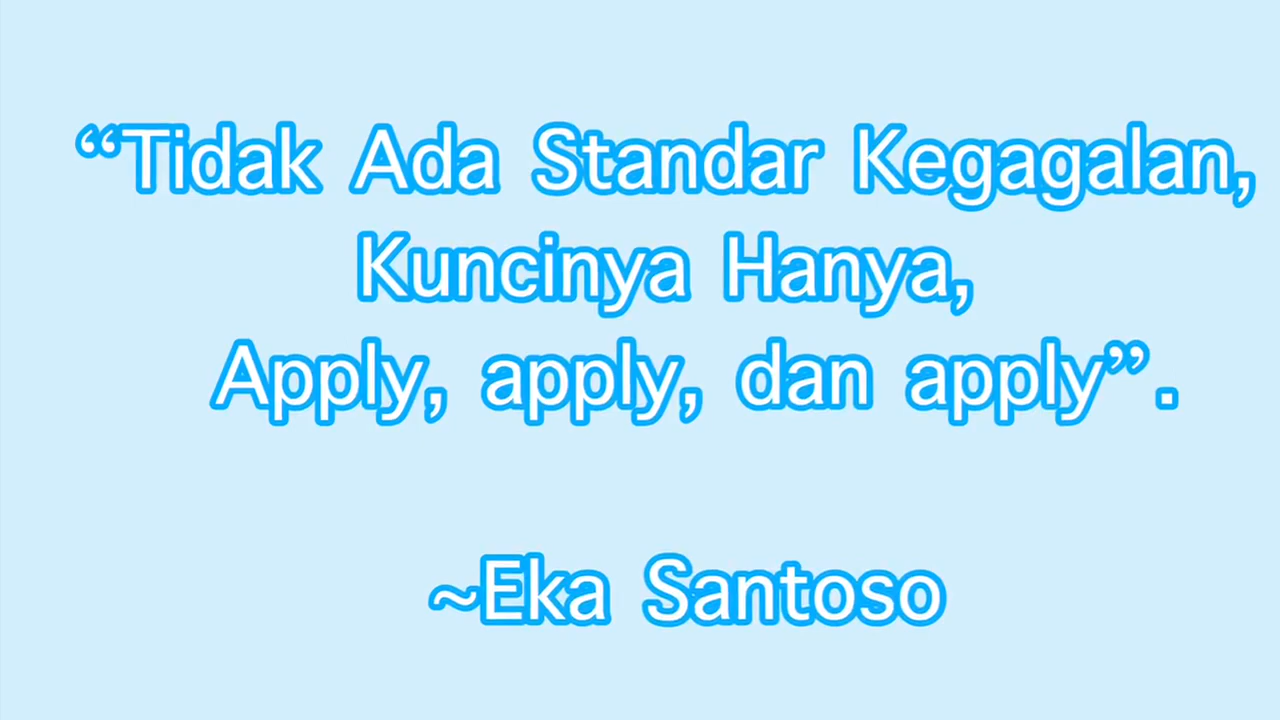 “Tidak Ada Standar Kegagalan,
Kuncinya Hanya,
Apply, apply, dan apply”.
~Eka Santoso